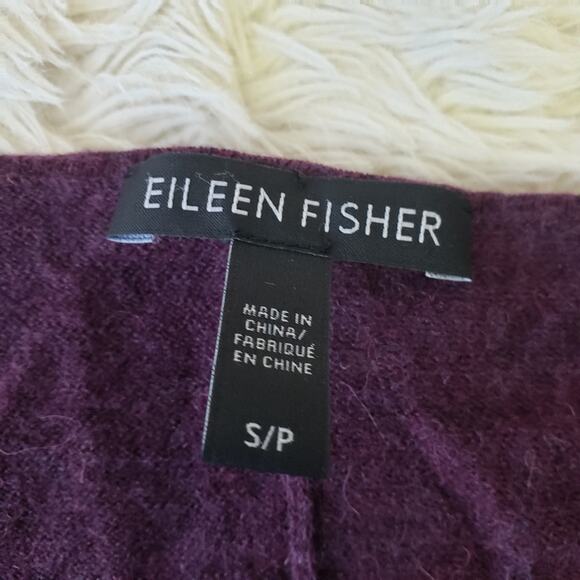 EILEEN FISHER
MADE IN
CHINA/
FABRIQUÉ
EN CHINE
S/P